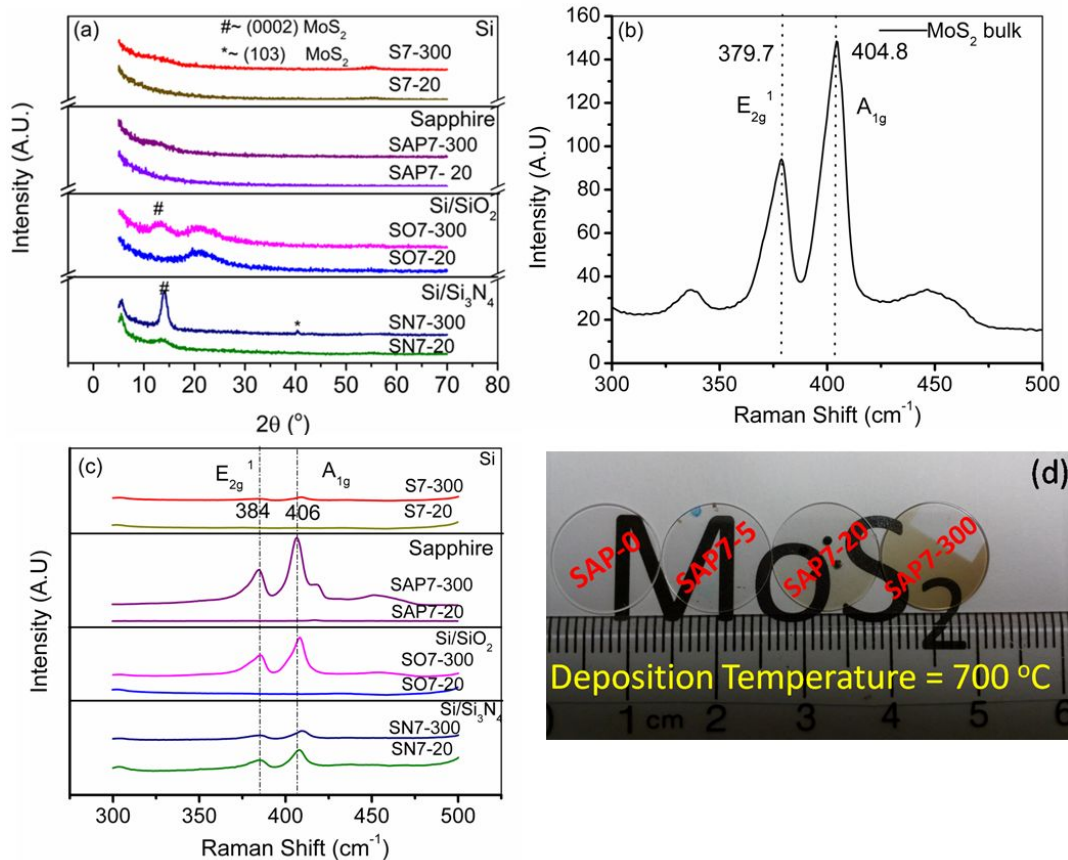 (a)
#~ (0002) MoS₂
*~ (103) MoS₂
Si
S7-300
S7-20
Sapphire
SAP7-300
SAP7- 20
Si/SiO₂
#
SO7-300
SO7-20
Si/Si₃N₄
#
*
SN7-300
SN7-20
Intensity (A.U.)
0 10 20 30 40 50 60 70 80
2θ (°)
(b)
MoS₂ bulk
379.7
404.8
E₂g¹
A₁g
160
140
120
100
80
60
40
20
0
Intensity (A.U)
300 350 400 450 500
Raman Shift (cm⁻¹)
(c)
E₂g¹
A₁g
Si
S7-300
384 406
S7-20
Sapphire
SAP7-300
SAP7-20
Si/SiO₂
SO7-300
SO7-20
Si/Si₃N₄
SN7-300
SN7-20
Intensity (A.U)
300 350 400 450 500
Raman Shift (cm⁻¹)
(d)
MoS₂
SAP-0
SAP7-5
SAP7-20
SAP7-300
Deposition Temperature = 700 °C
0 1 cm 2 3 4 5 6